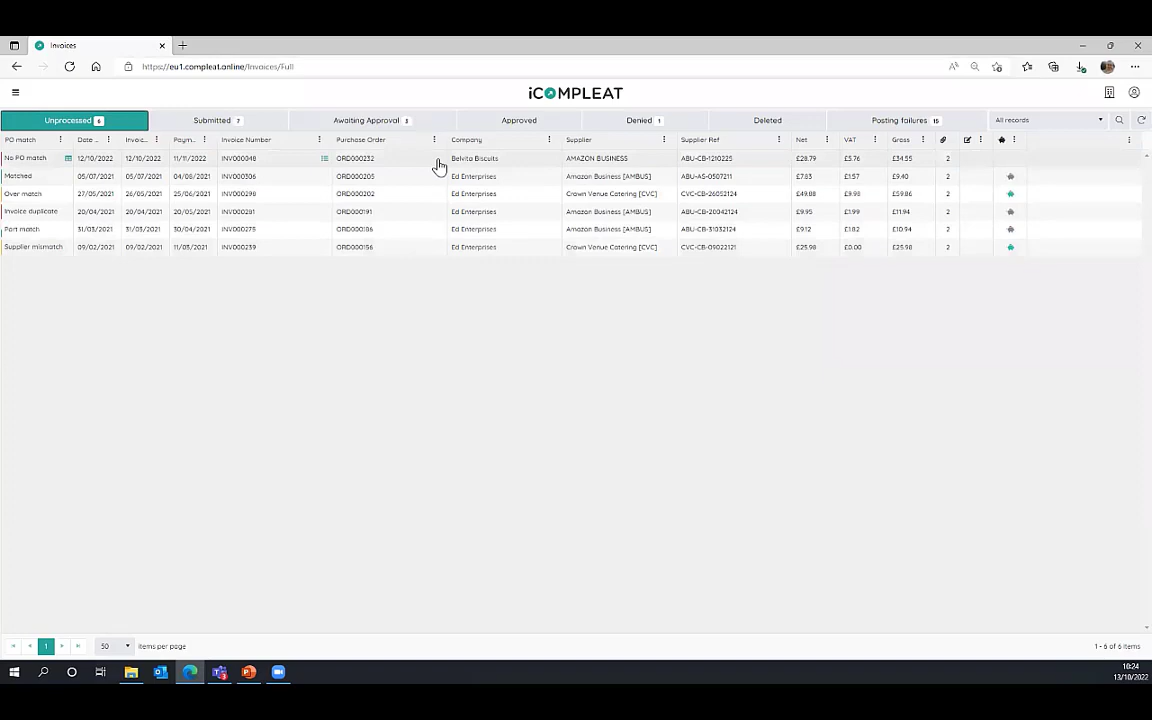 Invoices
https://eu1.compleat.online/Invoices/Full
iCOMPLEAT
Unprocessed 6 Submitted 7 Awaiting Approval 3 Approved Denied 1 Deleted Posting failures 15 All records
PO match Date ... Invoic... Paym... Invoice Number Purchase Order Company Supplier Supplier Ref Net VAT Gross
No PO match 12/10/2022 12/10/2022 11/11/2022 INV000048 ORD000232 Belvita Biscuits AMAZON BUSINESS ABU-CB-1210225 £28.79 £5.76 £34.55 2
Matched 05/07/2021 05/07/2021 04/08/2021 INV000306 ORD000205 Ed Enterprises Amazon Business [AMBUS] ABU-AS-0507211 £7.83 £1.57 £9.40 2
Over match 27/05/2021 26/05/2021 25/06/2021 INV000298 ORD000202 Ed Enterprises Crown Venue Catering [CVC] CVC-CB-26052124 £49.88 £9.98 £59.86 2
Invoice duplicate 20/04/2021 20/04/2021 20/05/2021 INV000281 ORD000191 Ed Enterprises Amazon Business [AMBUS] ABU-CB-20042124 £9.95 £1.99 £11.94 2
Part match 31/03/2021 31/03/2021 30/04/2021 INV000275 ORD000186 Ed Enterprises Amazon Business [AMBUS] ABU-CB-31032124 £9.12 £1.82 £10.94 2
Supplier mismatch 09/02/2021 09/02/2021 11/03/2021 INV000239 ORD000156 Ed Enterprises Crown Venue Catering [CVC] CVC-CB-09022121 £25.98 £0.00 £25.98 2
1 50 items per page 1 - 6 of 6 items
10:24
13/10/2022